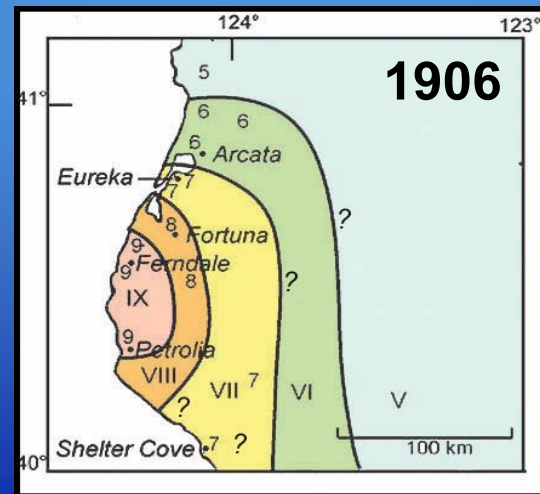 124° 123°
1906
5
41°
6 6
6 Arcata
Eureka 7
7
8 Fortuna
9 Ferndale
9
8
IX
?
?
9 Petrolia
VIII
VII 7 VI V
?
100 km
Shelter Cove 7 ?
40°